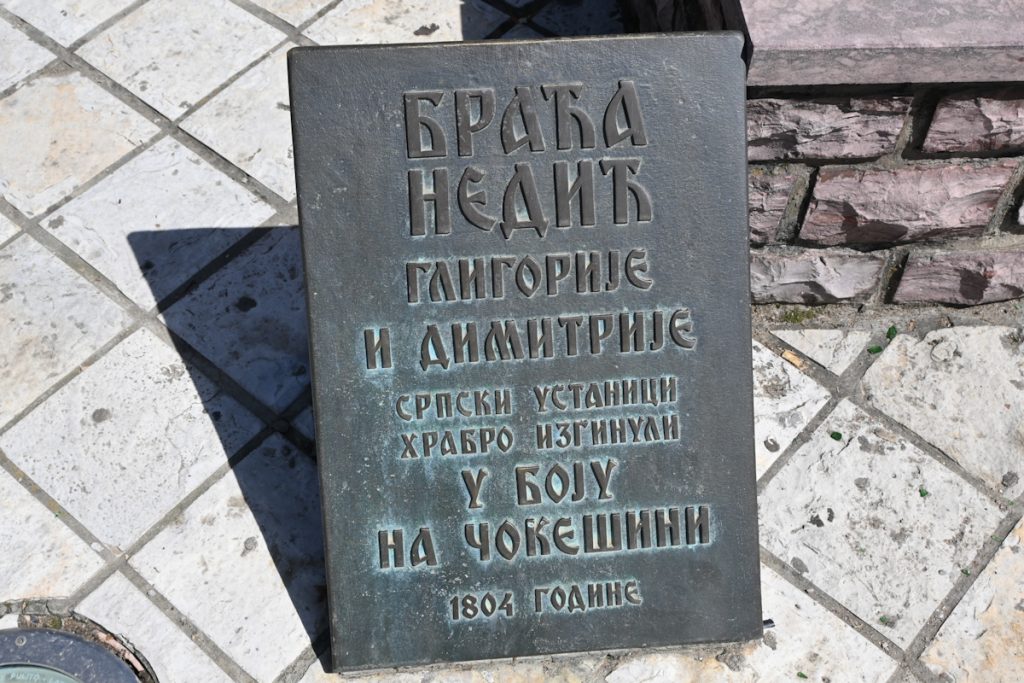 БРАЋА
НЕДИЋ
ГЛИГОРИЈЕ
И ДИМИТРИЈЕ
СРПСКИ УСТАНИЦИ
ХРАБРО ИЗГИНУЛИ
У БОЈУ
НА ЧОКЕШИНИ
1804 ГОДИНЕ